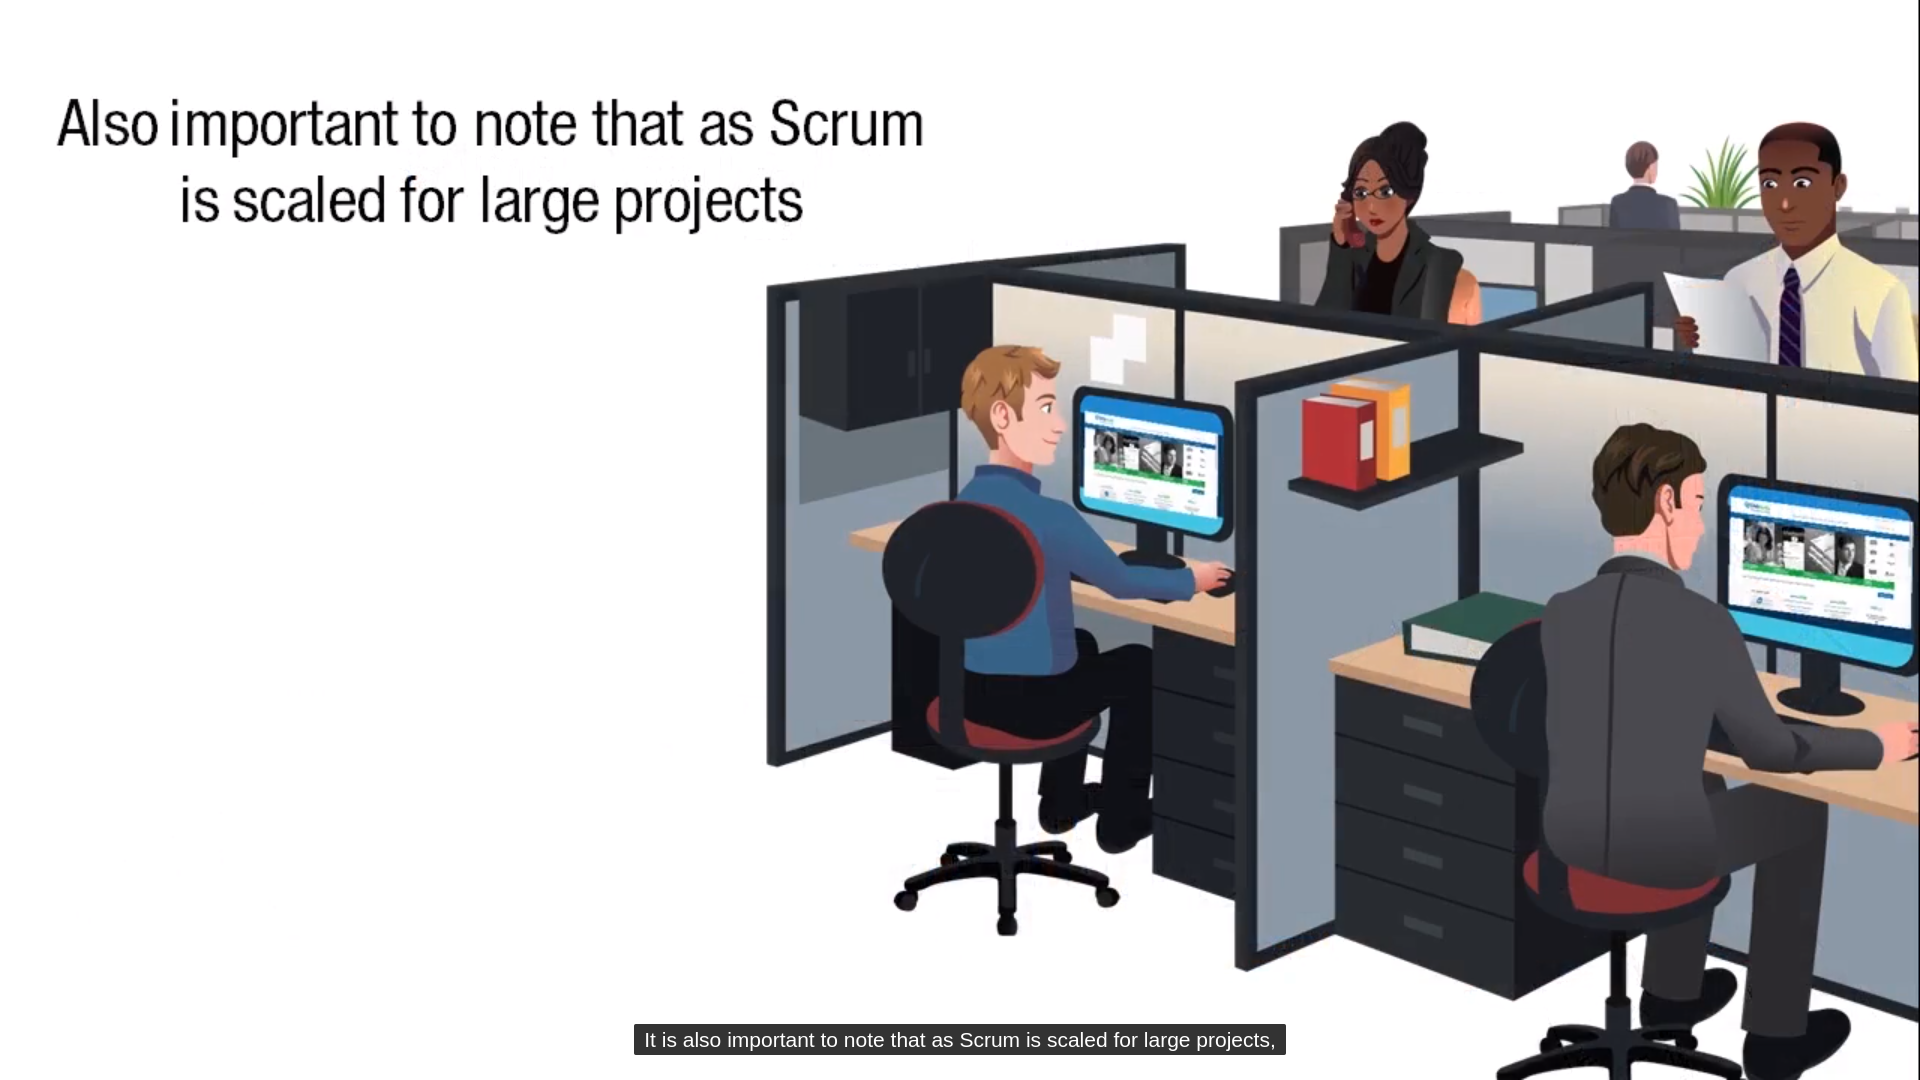 Also important to note that as Scrum
is scaled for large projects
It is also important to note that as Scrum is scaled for large projects,